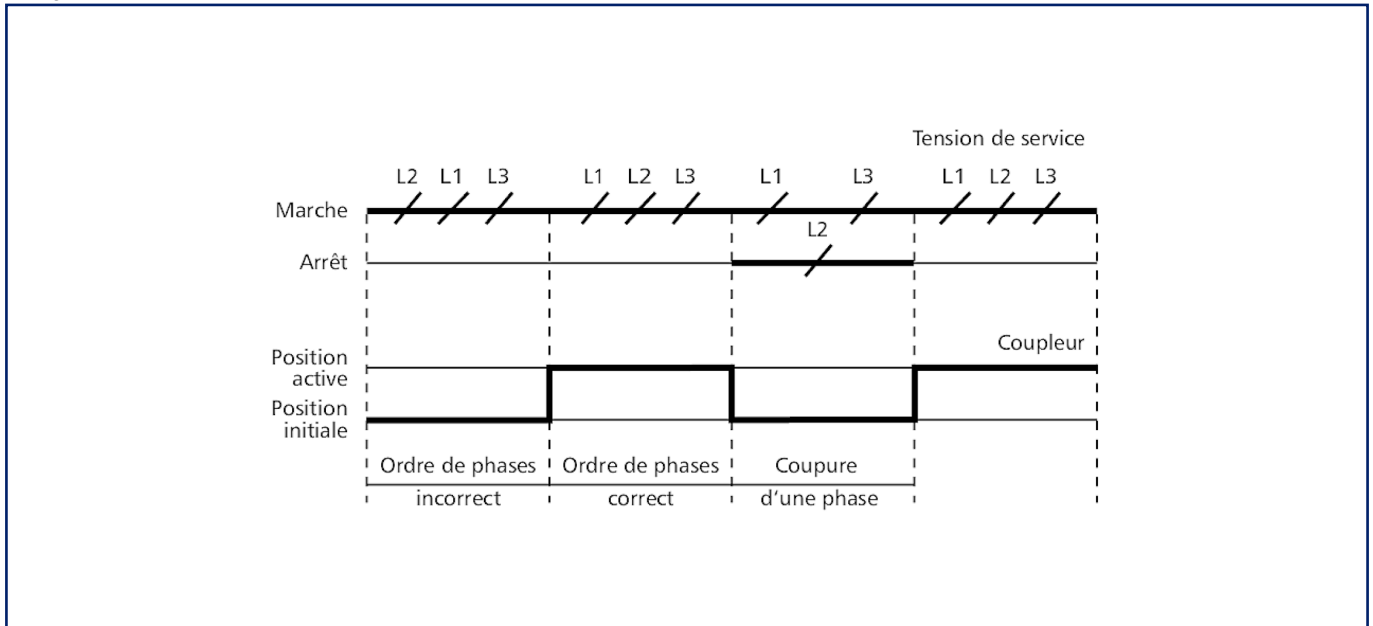 Tension de service
L2 L1 L3 L1 L2 L3 L1 L3 L1 L2 L3
Marche
L2
Arrêt
Coupleur
Position
active
Position
initiale
Ordre de phases Ordre de phases Coupure
incorrect correct d‘une phase